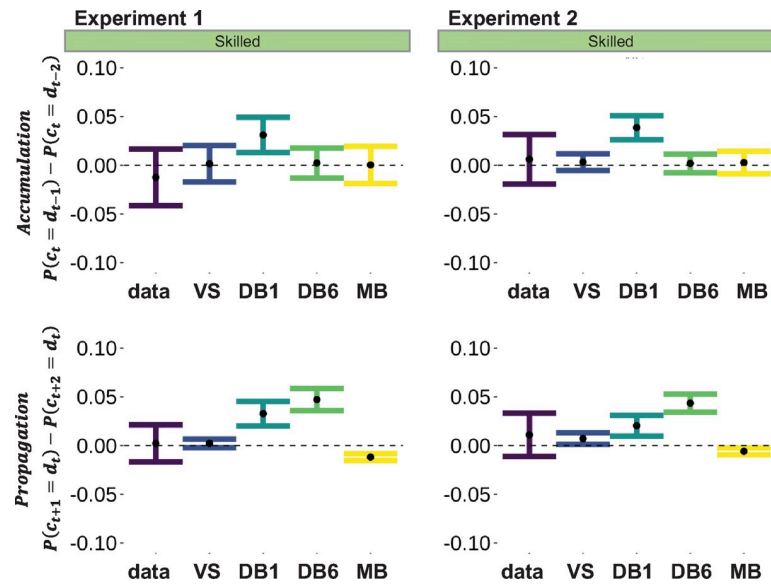 Experiment 1
Experiment 2
Skilled
Skilled
Accumulation
P(c_t = d_{t−1}) − P(c_t = d_{t−2})
0.10
0.05
0.00
-0.05
-0.10
data VS DB1 DB6 MB
0.10
0.05
0.00
-0.05
-0.10
data VS DB1 DB6 MB
Propagation
P(c_{t+1} = d_t) − P(c_{t+2} = d_t)
0.10
0.05
0.00
-0.05
-0.10
data VS DB1 DB6 MB
0.10
0.05
0.00
-0.05
-0.10
data VS DB1 DB6 MB